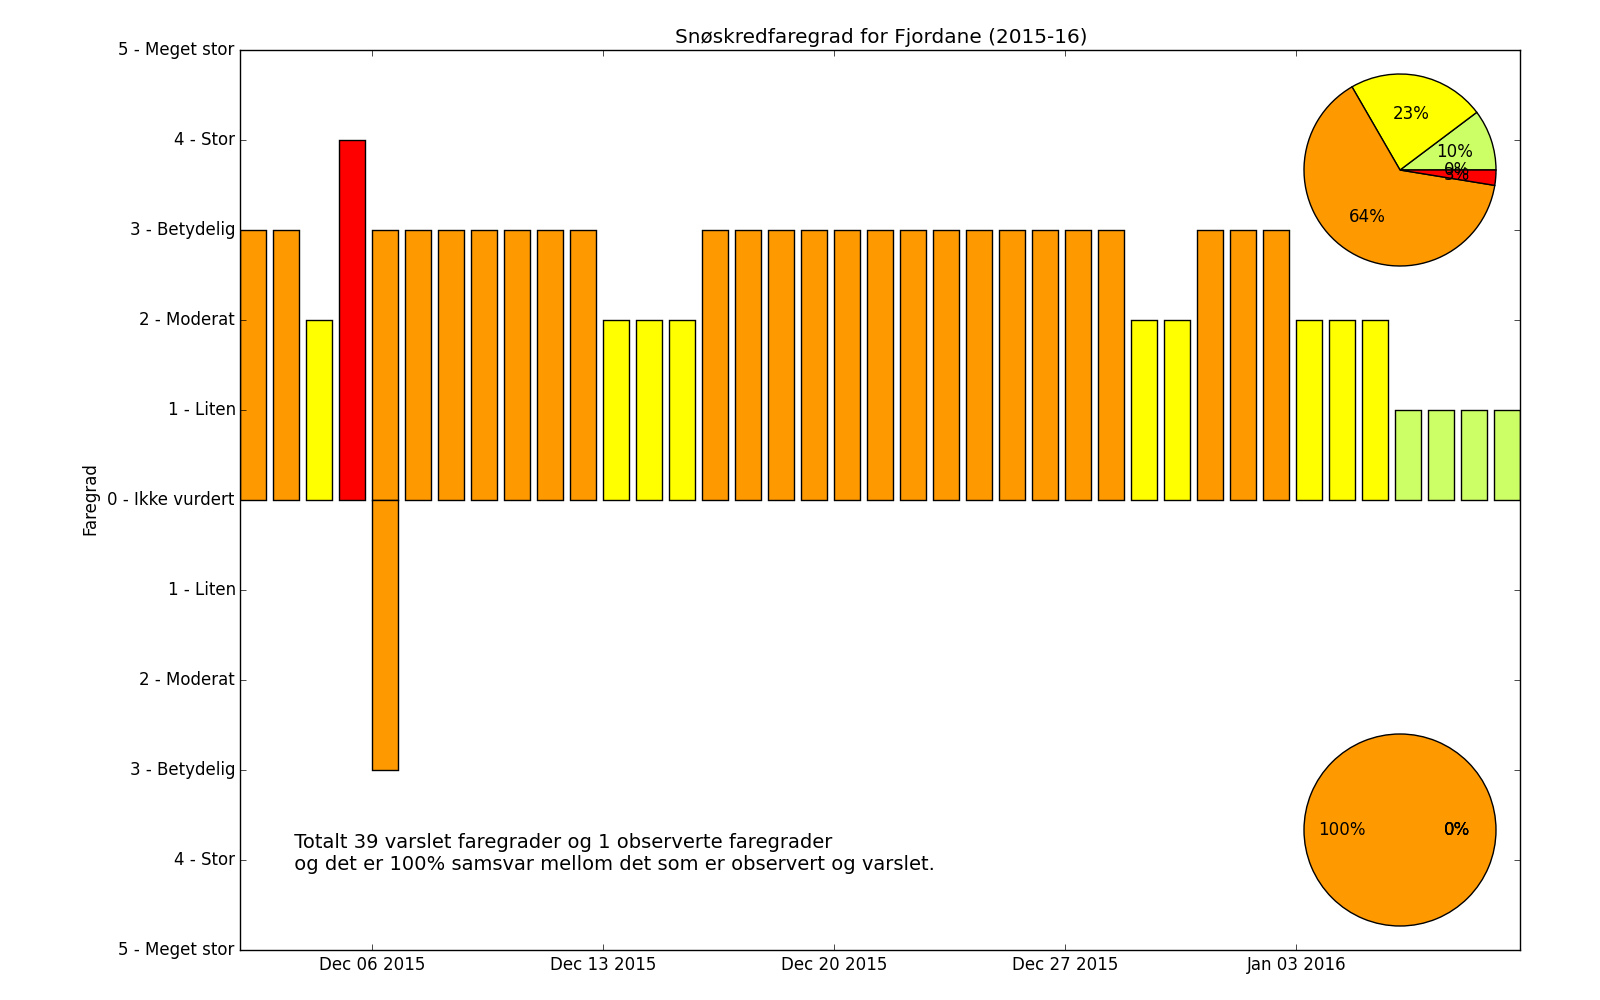 Snøskredfaregrad for Fjordane (2015-16)
5 - Meget stor
4 - Stor
3 - Betydelig
2 - Moderat
1 - Liten
0 - Ikke vurdert
1 - Liten
2 - Moderat
3 - Betydelig
4 - Stor
5 - Meget stor
Faregrad
23%
10%
0%
3%
64%
100%
0%
Totalt 39 varslet faregrader og 1 observerte faregrader
og det er 100% samsvar mellom det som er observert og varslet.
Dec 06 2015
Dec 13 2015
Dec 20 2015
Dec 27 2015
Jan 03 2016